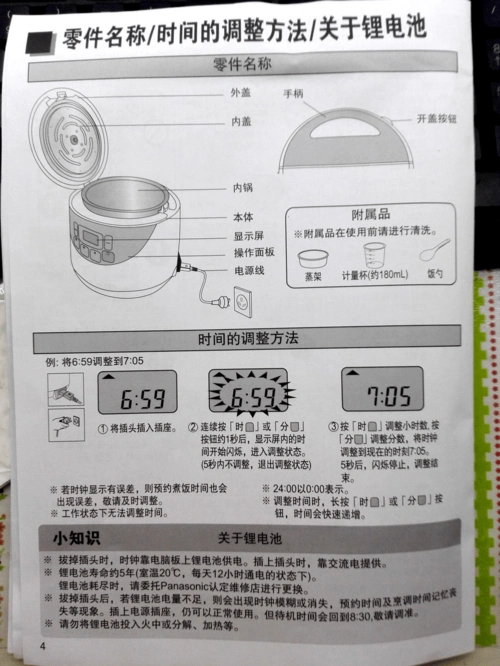 零件名称/时间的调整方法/关于锂电池
零件名称
外盖
内盖
手柄
开盖按钮
内锅
本体
显示屏
操作面板
电源线
附属品
※附属品在使用前请进行清洗。
蒸架
计量杯(约180mL)
饭勺
时间的调整方法
例: 将6:59调整到7:05
6:59
6:59
7:05
①将插头插入插座。
②连续按「时」或「分」
按钮约1秒后，显示屏内的时
间开始闪烁，进入调整状态。
(5秒内不调整，退出调整状态)
③按「时」调整小时数,按
「分」调整分数，将时钟
调整到现在的时刻7:05。
5秒后，闪烁停止，调整结
束。
※ 若时钟显示有误差，则预约煮饭时间也会
出现误差，敬请及时调整。
※ 工作状态下无法调整时间。
※ 24:00以0:00表示。
※ 调整时间时，长按「时」或「分」按
钮，时间会快速递增。
小知识
关于锂电池
※ 拔掉插头时，时钟靠电脑板上锂电池供电。插上插头时，靠交流电提供。
※ 锂电池寿命约5年(室温20℃，每天12小时通电的状态下)。
锂电池耗尽时，请委托Panasonic认定维修店进行更换。
※ 拔掉插头后，若锂电池电量不足，则会出现时钟模糊或消失，预约时间及烹调时间记忆丧
失等现象。插上电源插座，仍可以正常使用。但待机时间会回到8:30,敬请调准。
※ 请勿将锂电池投入火中或分解、加热等。
4